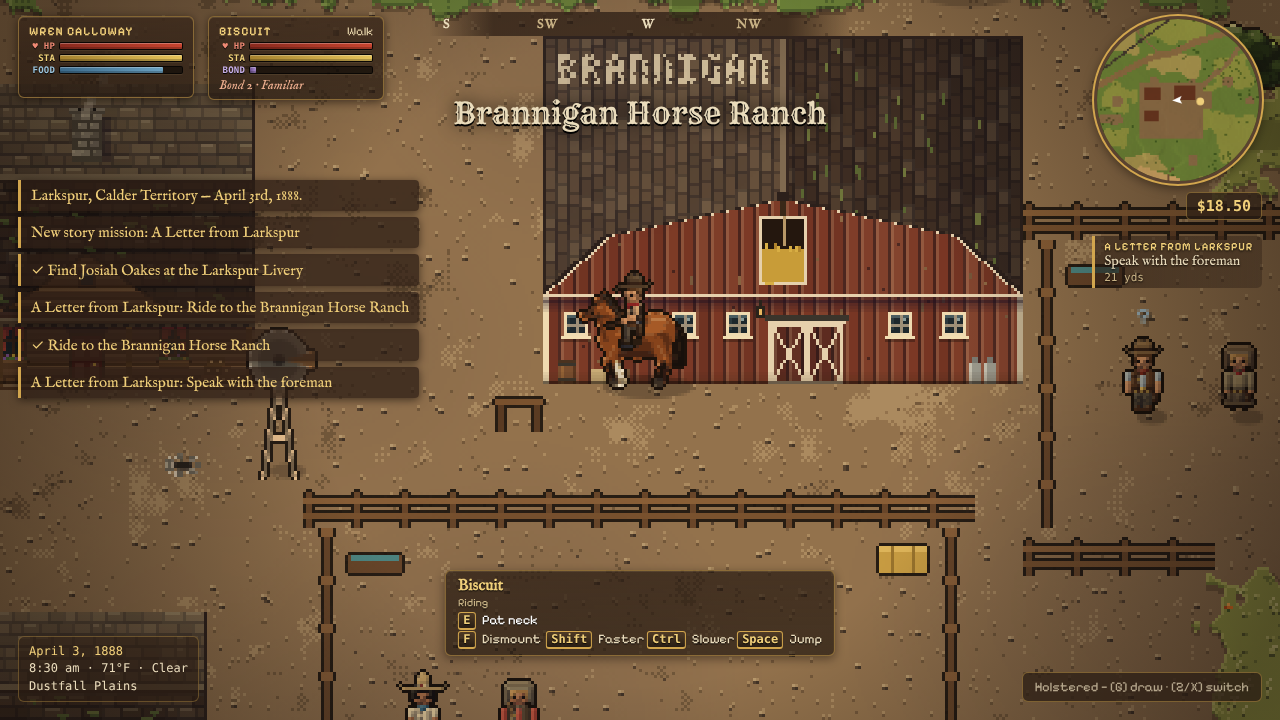 WREN CALLOWAY
♥ HP
STA
FOOD
BISCUIT Walk
♥ HP
STA
BOND
Bond 2 · Familiar
S SW W NW
BRANNIGAN
Brannigan Horse Ranch
$18.50
A LETTER FROM LARKSPUR
Speak with the foreman
21 yds
Larkspur, Calder Territory — April 3rd, 1888.
New story mission: A Letter from Larkspur
✓ Find Josiah Oakes at the Larkspur Livery
A Letter from Larkspur: Ride to the Brannigan Horse Ranch
✓ Ride to the Brannigan Horse Ranch
A Letter from Larkspur: Speak with the foreman
?
Biscuit
Riding
E Pat neck
F Dismount Shift Faster Ctrl Slower Space Jump
April 3, 1888
8:30 am · 71°F · Clear
Dustfall Plains
Holstered - (G) draw · (Z/X) switch